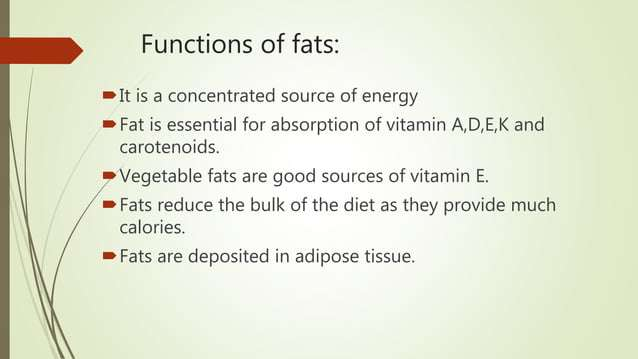 Functions of fats:
It is a concentrated source of energy
Fat is essential for absorption of vitamin A,D,E,K and
carotenoids.
Vegetable fats are good sources of vitamin E.
Fats reduce the bulk of the diet as they provide much
calories.
Fats are deposited in adipose tissue.